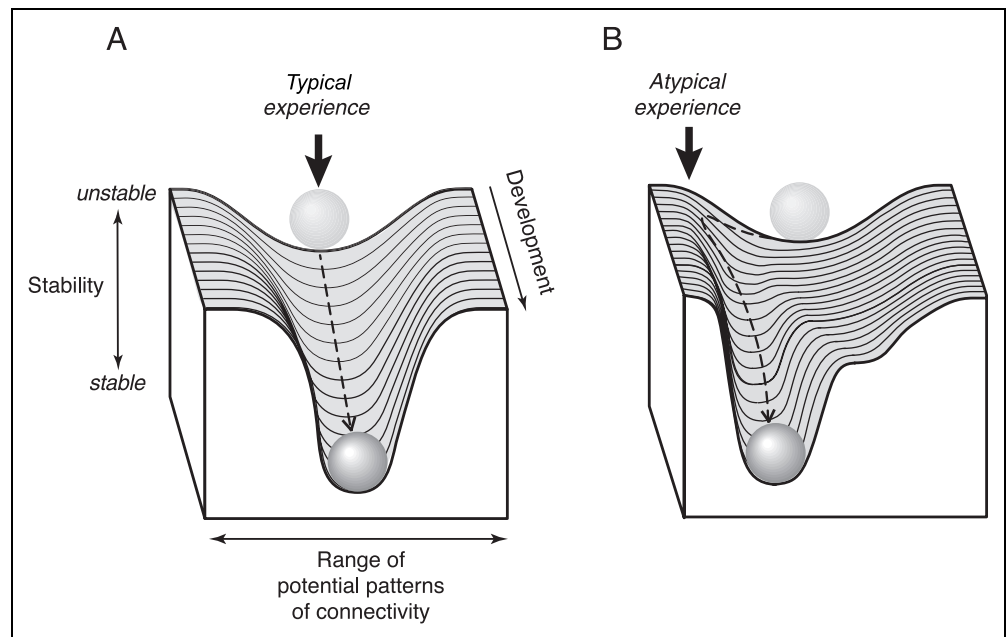 A
B
Typical
experience
Atypical
experience
unstable
Development
Stability
stable
Range of
potential patterns
of connectivity